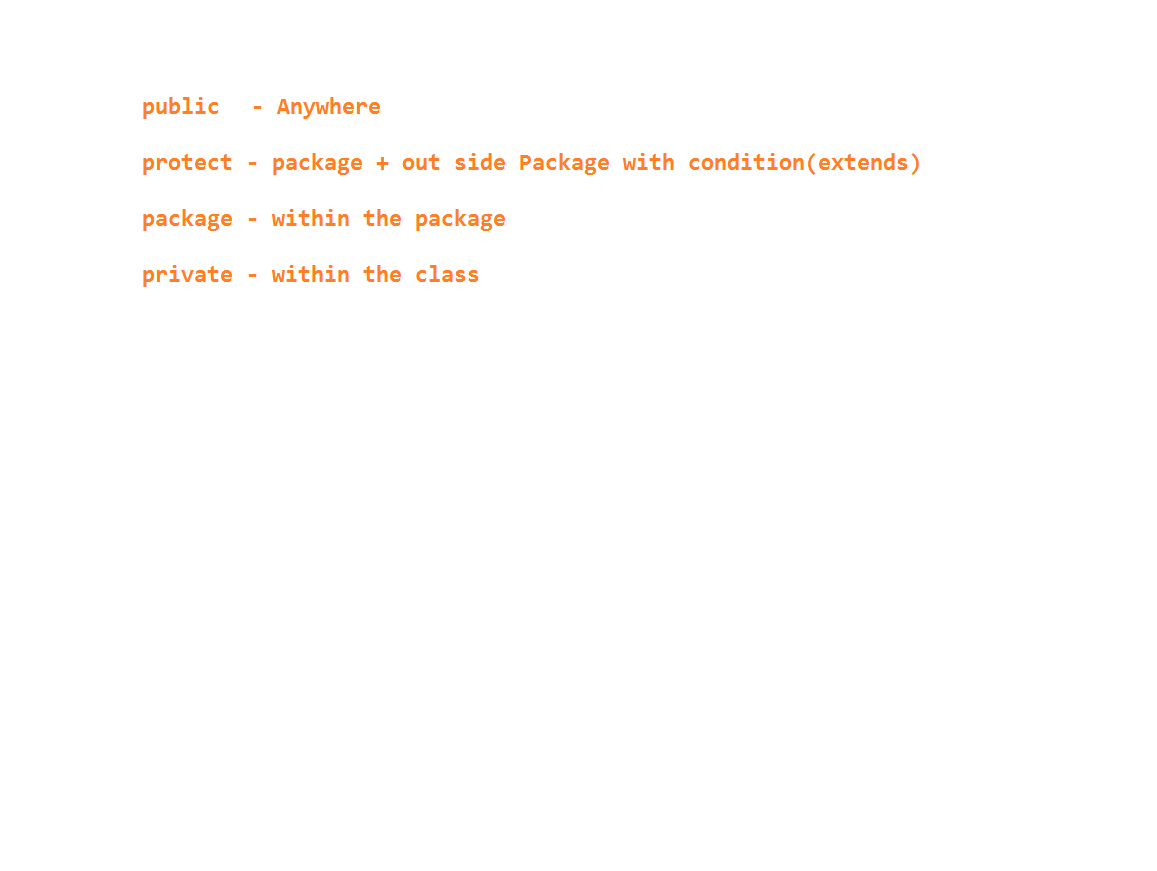 public - Anywhere
protect - package + out side Package with condition(extends)
package - within the package
private - within the class